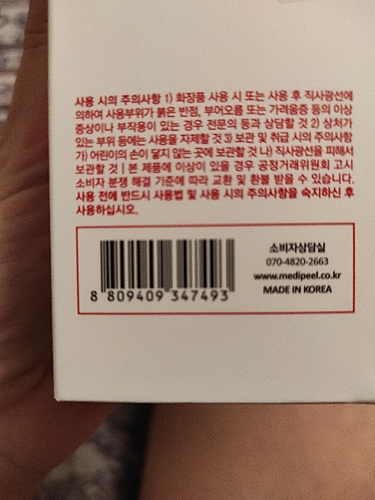 사용 시의 주의사항 1) 화장품 사용 시 또는 사용 후 직사광선에
의하여 사용부위가 붉은 반점, 부어오름 또는 가려움증 등의 이상
증상이나 부작용이 있는 경우 전문의 등과 상담할 것 2) 상처가
있는 부위 등에는 사용을 자제할 것 3) 보관 및 취급 시의 주의사항
가) 어린이의 손이 닿지 않는 곳에 보관할 것 나) 직사광선을 피해서
보관할 것 | 본 제품에 이상이 있을 경우 공정거래위원회 고시
소비자 분쟁 해결 기준에 따라 교환 및 환불 받을 수 있습니다.
사용 전에 반드시 사용법 및 사용 시의 주의사항을 숙지하신 후
사용하십시오.
소비자상담실
070-4820-2663
www.medipeel.co.kr
MADE IN KOREA
8 809409 347493